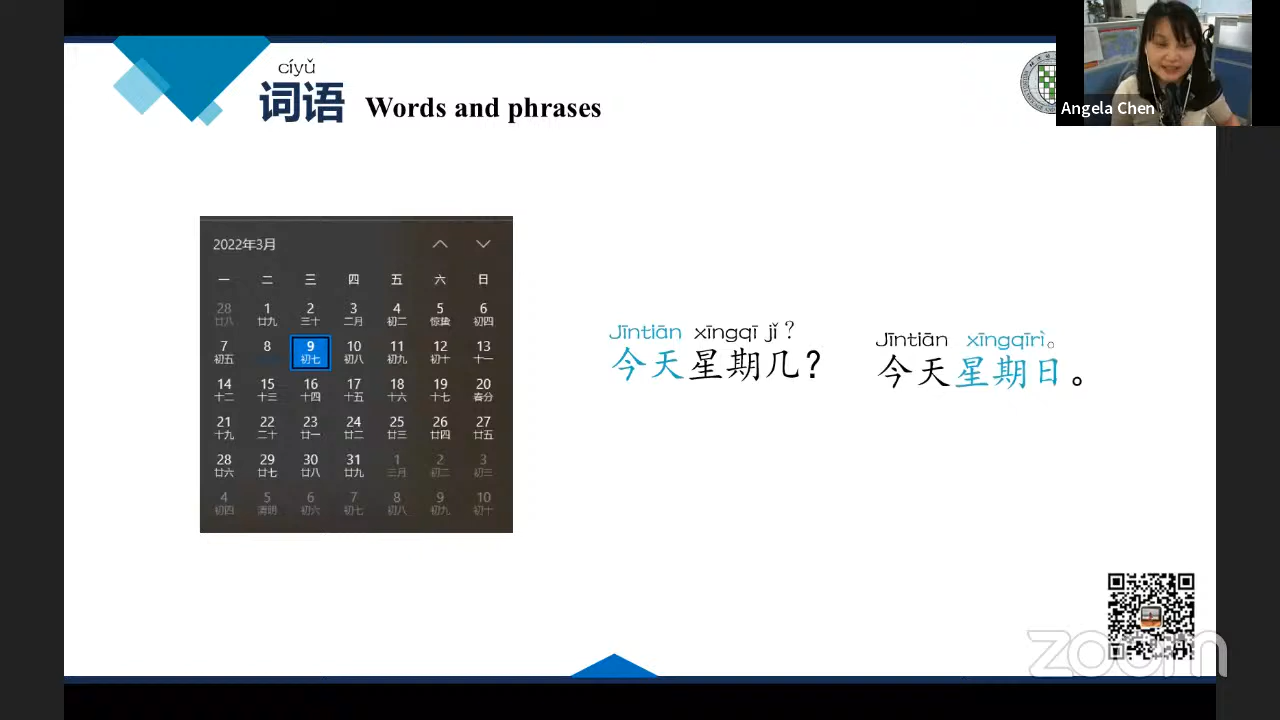 cíyǔ
词语 Words and phrases
Angela Chen
2022年3月
一 二 三 四 五 六 日
28 1 2 3 4 5 6
廿八 廿九 三十 二月 初二 惊蛰 初四
7 8 9 10 11 12 13
初五 初七 初八 初九 初十 十一
14 15 16 17 18 19 20
十二 十三 十四 十五 十六 十七 春分
21 22 23 24 25 26 27
十九 二十 廿一 廿二 廿三 廿四 廿五
28 29 30 31 1 2 3
廿六 廿七 廿八 廿九 三月 初二 初三
4 5 6 7 8 9 10
初四 清明 初六 初七 初八 初九 初十
Jīntiān xīngqī jǐ？
今天星期几？
Jīntiān xīngqīrì。
今天星期日。
zoom